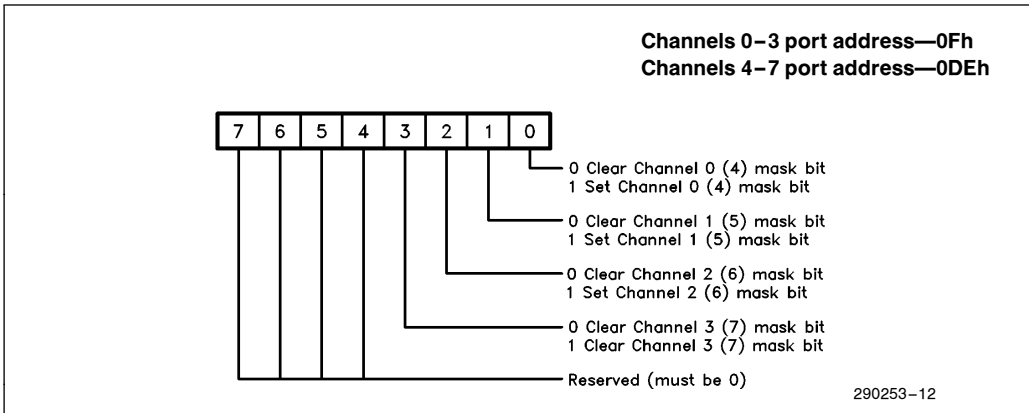 Channels 0–3 port address—0Fh
Channels 4–7 port address—0DEh
7 6 5 4 3 2 1 0
0 Clear Channel 0 (4) mask bit
1 Set Channel 0 (4) mask bit
0 Clear Channel 1 (5) mask bit
1 Set Channel 1 (5) mask bit
0 Clear Channel 2 (6) mask bit
1 Set Channel 2 (6) mask bit
0 Clear Channel 3 (7) mask bit
1 Clear Channel 3 (7) mask bit
Reserved (must be 0)
290253–12